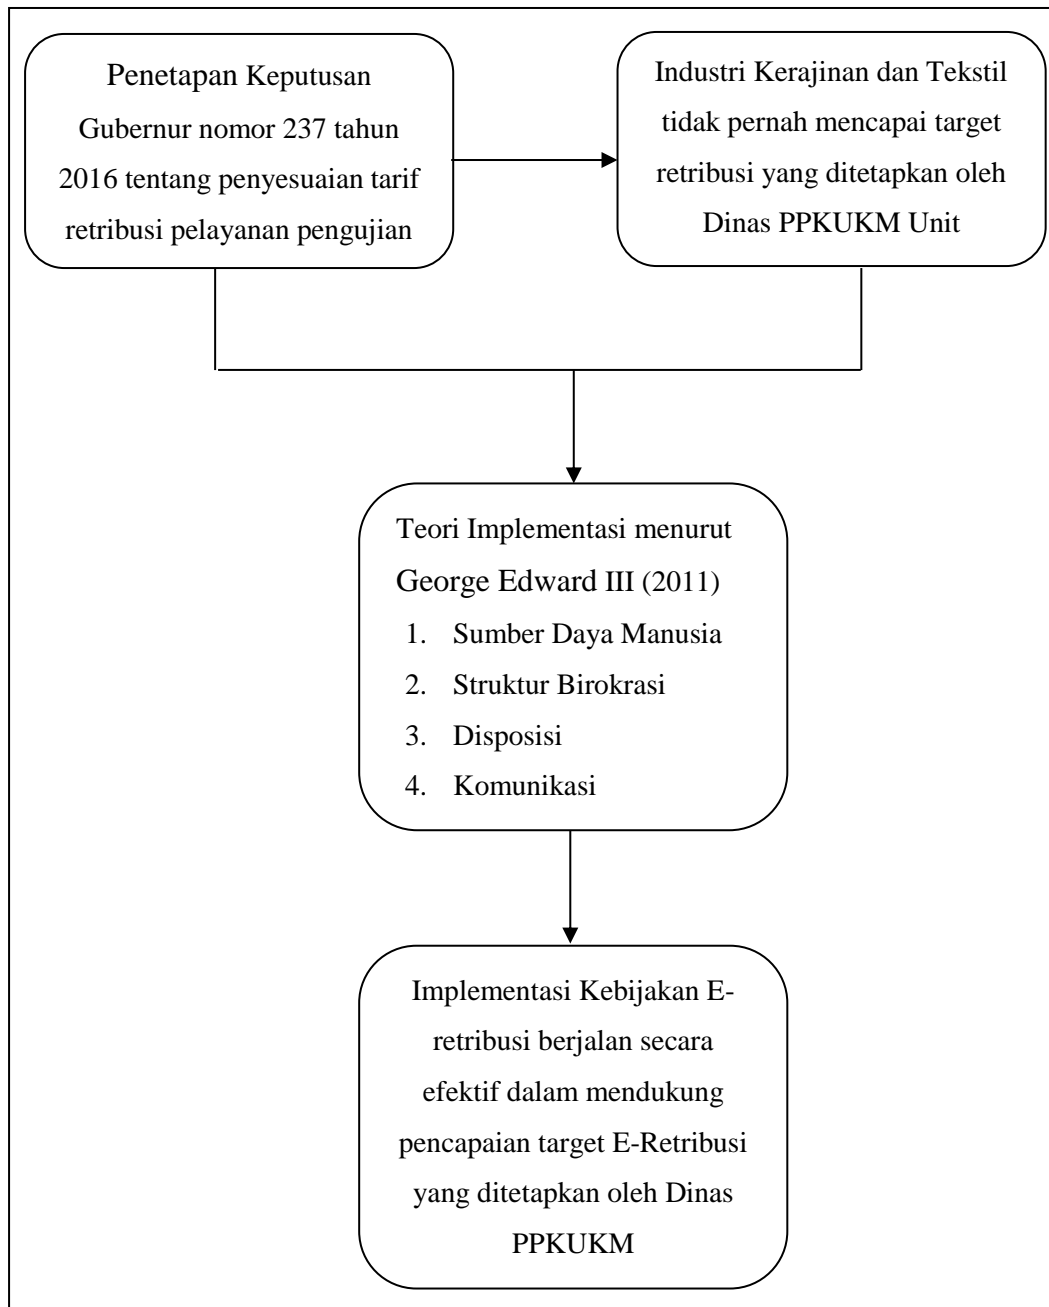 Penetapan Keputusan
Gubernur nomor 237 tahun
2016 tentang penyesuaian tarif
retribusi pelayanan pengujian
Industri Kerajinan dan Tekstil
tidak pernah mencapai target
retribusi yang ditetapkan oleh
Dinas PPKUKM Unit
Teori Implementasi menurut
George Edward III (2011)
1. Sumber Daya Manusia
2. Struktur Birokrasi
3. Disposisi
4. Komunikasi
Implementasi Kebijakan E-
retribusi berjalan secara
efektif dalam mendukung
pencapaian target E-Retribusi
yang ditetapkan oleh Dinas
PPKUKM